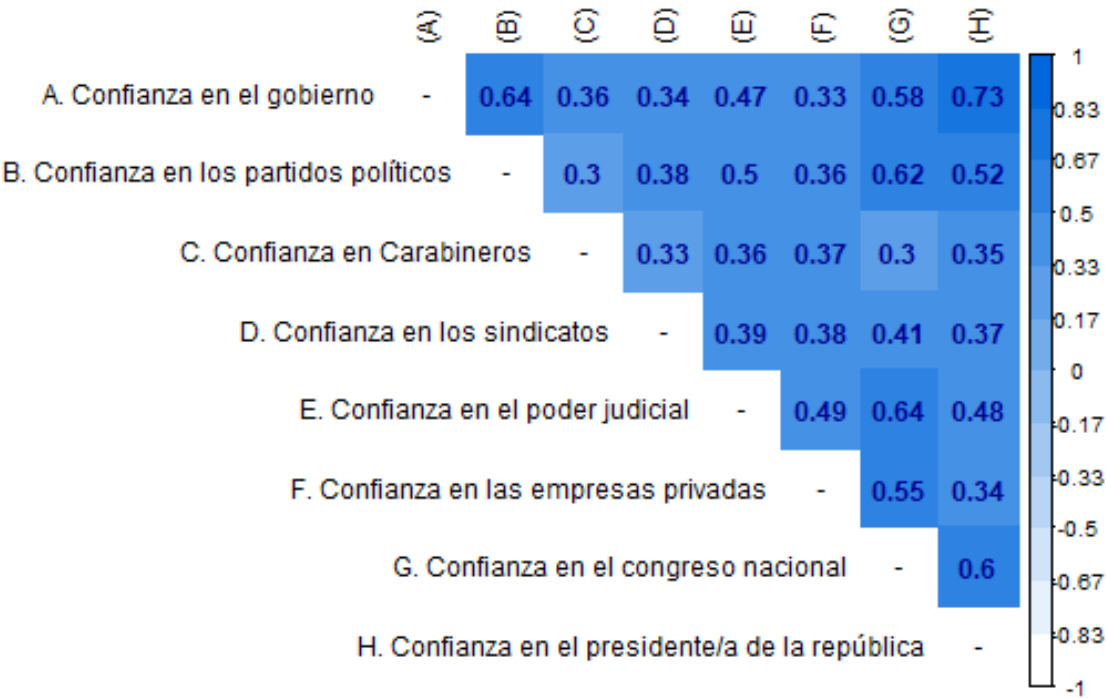 (A) (B) (C) (D) (E) (F) (G) (H)
A. Confianza en el gobierno - 0.64 0.36 0.34 0.47 0.33 0.58 0.73
B. Confianza en los partidos políticos - 0.3 0.38 0.5 0.36 0.62 0.52
C. Confianza en Carabineros - 0.33 0.36 0.37 0.3 0.35
D. Confianza en los sindicatos - 0.39 0.38 0.41 0.37
E. Confianza en el poder judicial - 0.49 0.64 0.48
F. Confianza en las empresas privadas - 0.55 0.34
G. Confianza en el congreso nacional - 0.6
H. Confianza en el presidente/a de la república -
1
0.83
0.67
0.5
0.33
0.17
0
-0.17
-0.33
-0.5
-0.67
-0.83
-1